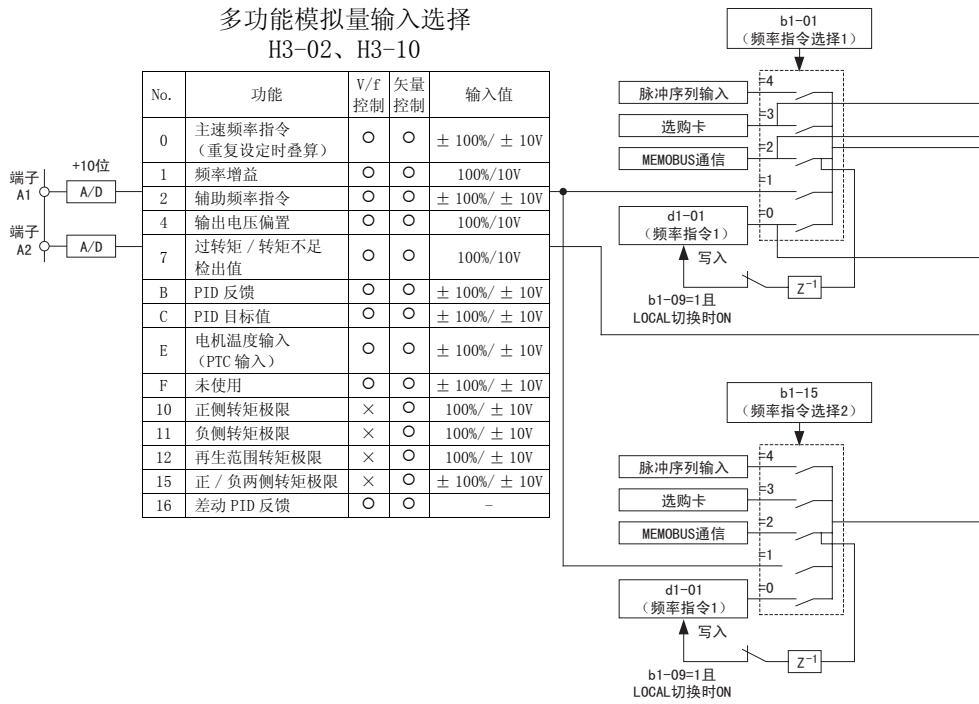 多功能模拟量输入选择
H3-02、H3-10
No. 功能 V/f控制 矢量控制 输入值
0 主速频率指令（重复设定时叠算） ○ ○ ± 100%/ ± 10V
1 频率增益 ○ ○ 100%/10V
2 辅助频率指令 ○ ○ ± 100%/ ± 10V
4 输出电压偏置 ○ ○ 100%/10V
7 过转矩 / 转矩不足检出值 ○ ○ 100%/10V
B PID 反馈 ○ ○ ± 100%/ ± 10V
C PID 目标值 ○ ○ ± 100%/ ± 10V
E 电机温度输入（PTC 输入） ○ ○ ± 100%/ ± 10V
F 未使用 ○ ○ ± 100%/ ± 10V
10 正侧转矩极限 × ○ 100%/ ± 10V
11 负侧转矩极限 × ○ 100%/ ± 10V
12 再生范围转矩极限 × ○ 100%/ ± 10V
15 正 / 负两侧转矩极限 × ○ ± 100%/ ± 10V
16 差动 PID 反馈 ○ ○ －
+10位
端子
A1
A/D
端子
A2
A/D
b1-01
（频率指令选择1）
脉冲序列输入
=4
选购卡
=3
MEMOBUS通信
=2
=1
d1-01
（频率指令1）
=0
写入
Z⁻¹
b1-09=1且
LOCAL切换时ON
b1-15
（频率指令选择2）
脉冲序列输入
=4
选购卡
=3
MEMOBUS通信
=2
=1
d1-01
（频率指令1）
=0
写入
Z⁻¹
b1-09=1且
LOCAL切换时ON